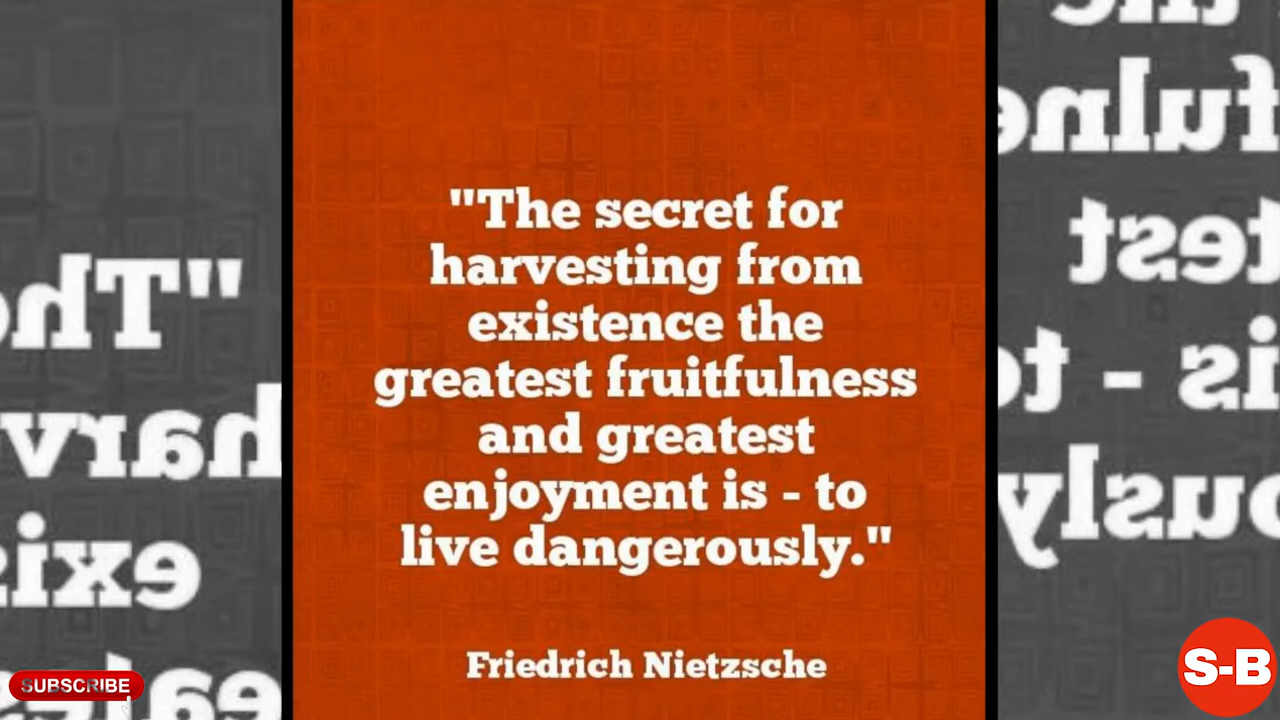 "The secret for
harvesting from
existence the
greatest fruitfulness
and greatest
enjoyment is - to
live dangerously."
Friedrich Nietzsche
SUBSCRIBE
S-B